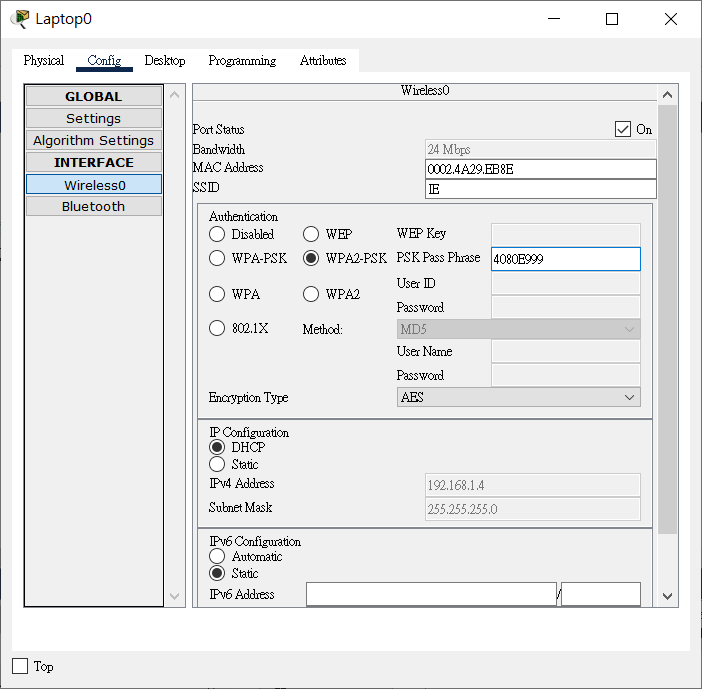 Laptop0
Physical Config Desktop Programming Attributes
GLOBAL
Settings
Algorithm Settings
INTERFACE
Wireless0
Bluetooth
Wireless0
Port Status On
Bandwidth 24 Mbps
MAC Address 0002.4A29.EB8E
SSID IE
Authentication
Disabled WEP WEP Key
WPA-PSK WPA2-PSK PSK Pass Phrase 4080E999
User ID
WPA WPA2
Password
802.1X Method: MD5
User Name
Password
Encryption Type AES
IP Configuration
DHCP
Static
IPv4 Address 192.168.1.4
Subnet Mask 255.255.255.0
IPv6 Configuration
Automatic
Static
IPv6 Address /
Top